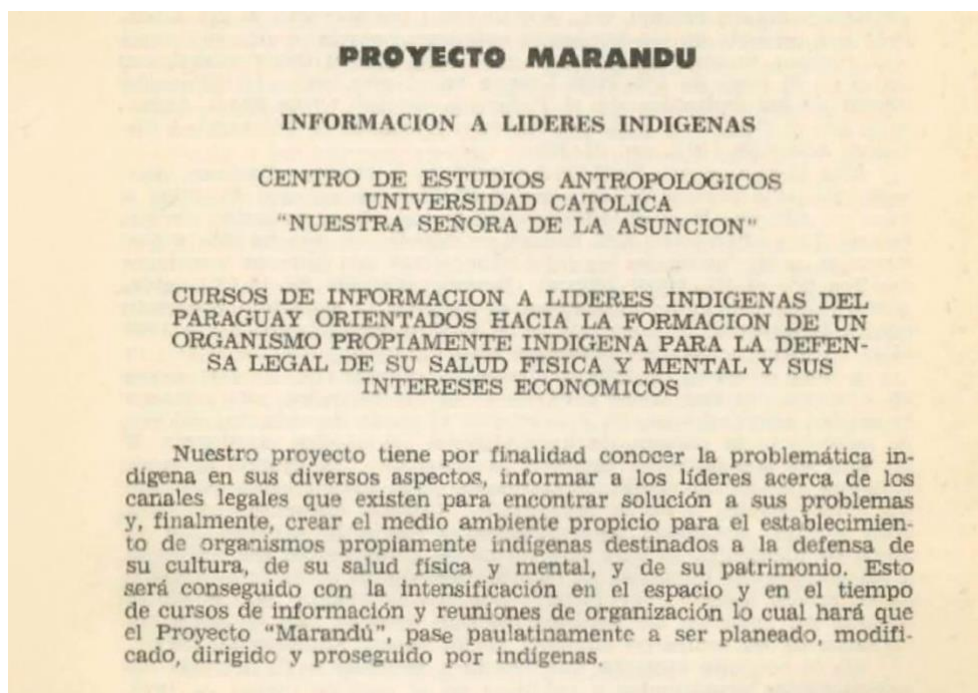 PROYECTO MARANDU
INFORMACION A LIDERES INDIGENAS
CENTRO DE ESTUDIOS ANTROPOLOGICOS
UNIVERSIDAD CATOLICA
"NUESTRA SEÑORA DE LA ASUNCION"
CURSOS DE INFORMACION A LIDERES INDIGENAS DEL
PARAGUAY ORIENTADOS HACIA LA FORMACION DE UN
ORGANISMO PROPIAMENTE INDIGENA PARA LA DEFEN-
SA LEGAL DE SU SALUD FISICA Y MENTAL Y SUS
INTERESES ECONOMICOS
Nuestro proyecto tiene por finalidad conocer la problemática in-
dígena en sus diversos aspectos, informar a los líderes acerca de los
canales legales que existen para encontrar solución a sus problemas
y, finalmente, crear el medio ambiente propicio para el establecimien-
to de organismos propiamente indígenas destinados a la defensa de
su cultura, de su salud física y mental, y de su patrimonio. Esto
será conseguido con la intensificación en el espacio y en el tiempo
de cursos de información y reuniones de organización lo cual hará que
el Proyecto "Marandú", pase paulatinamente a ser planeado, modifi-
cado, dirigido y proseguido por indígenas.